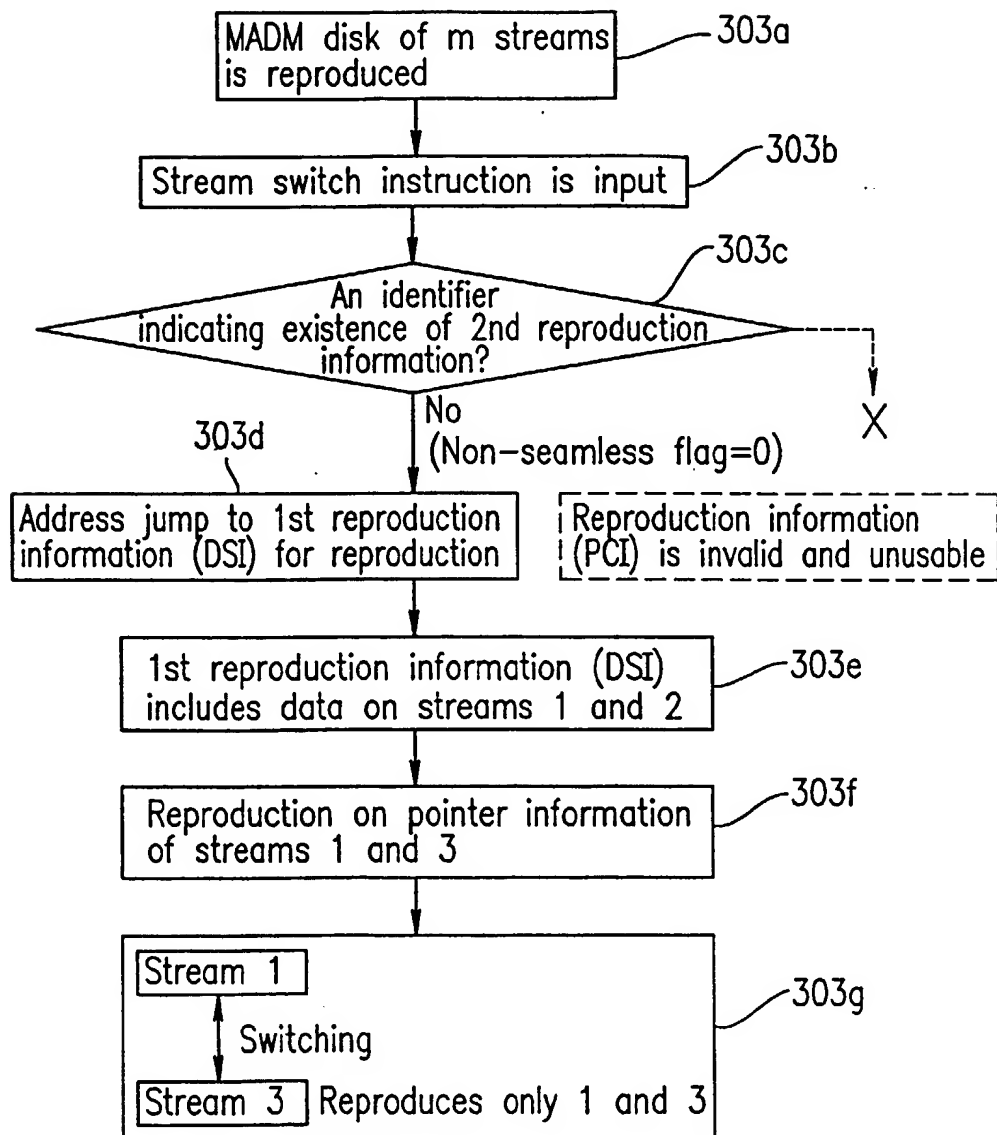 MADM disk of m streams
is reproduced
303a
Stream switch instruction is input
303b
303c
An identifier
indicating existence of 2nd reproduction
information?
No
(Non-seamless flag=0)
X
303d
Address jump to 1st reproduction
information (DSI) for reproduction
Reproduction information
(PCI) is invalid and unusable
1st reproduction information (DSI)
includes data on streams 1 and 2
303e
Reproduction on pointer information
of streams 1 and 3
303f
Stream 1
Switching
Stream 3 Reproduces only 1 and 3
303g